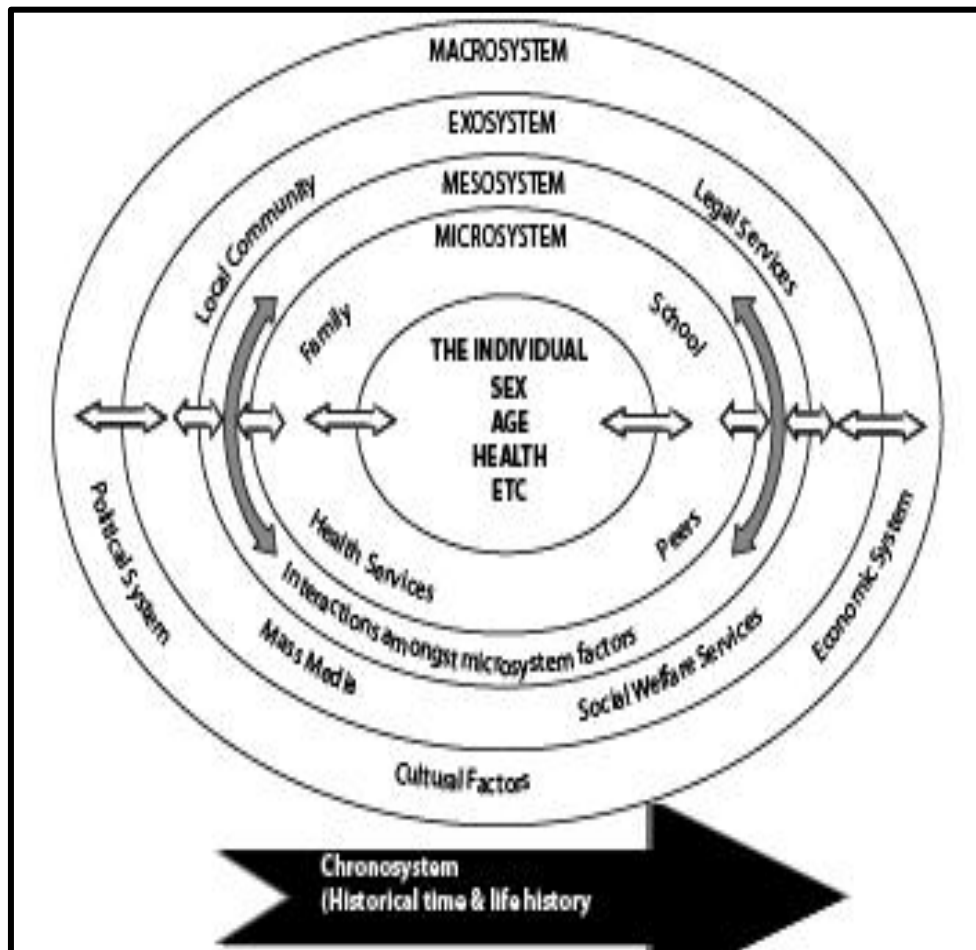 MACROSYSTEM
EXOSYSTEM
MESOSYSTEM
MICROSYSTEM
Local Community
Legal Services
Family
School
THE INDIVIDUAL
SEX
AGE
HEALTH
ETC
Health Services
Peers
Interactions amongst microsystem factors
Mass Media
Social Welfare Services
Political System
Economic System
Cultural Factors
Chronosystem
(Historical time & life history